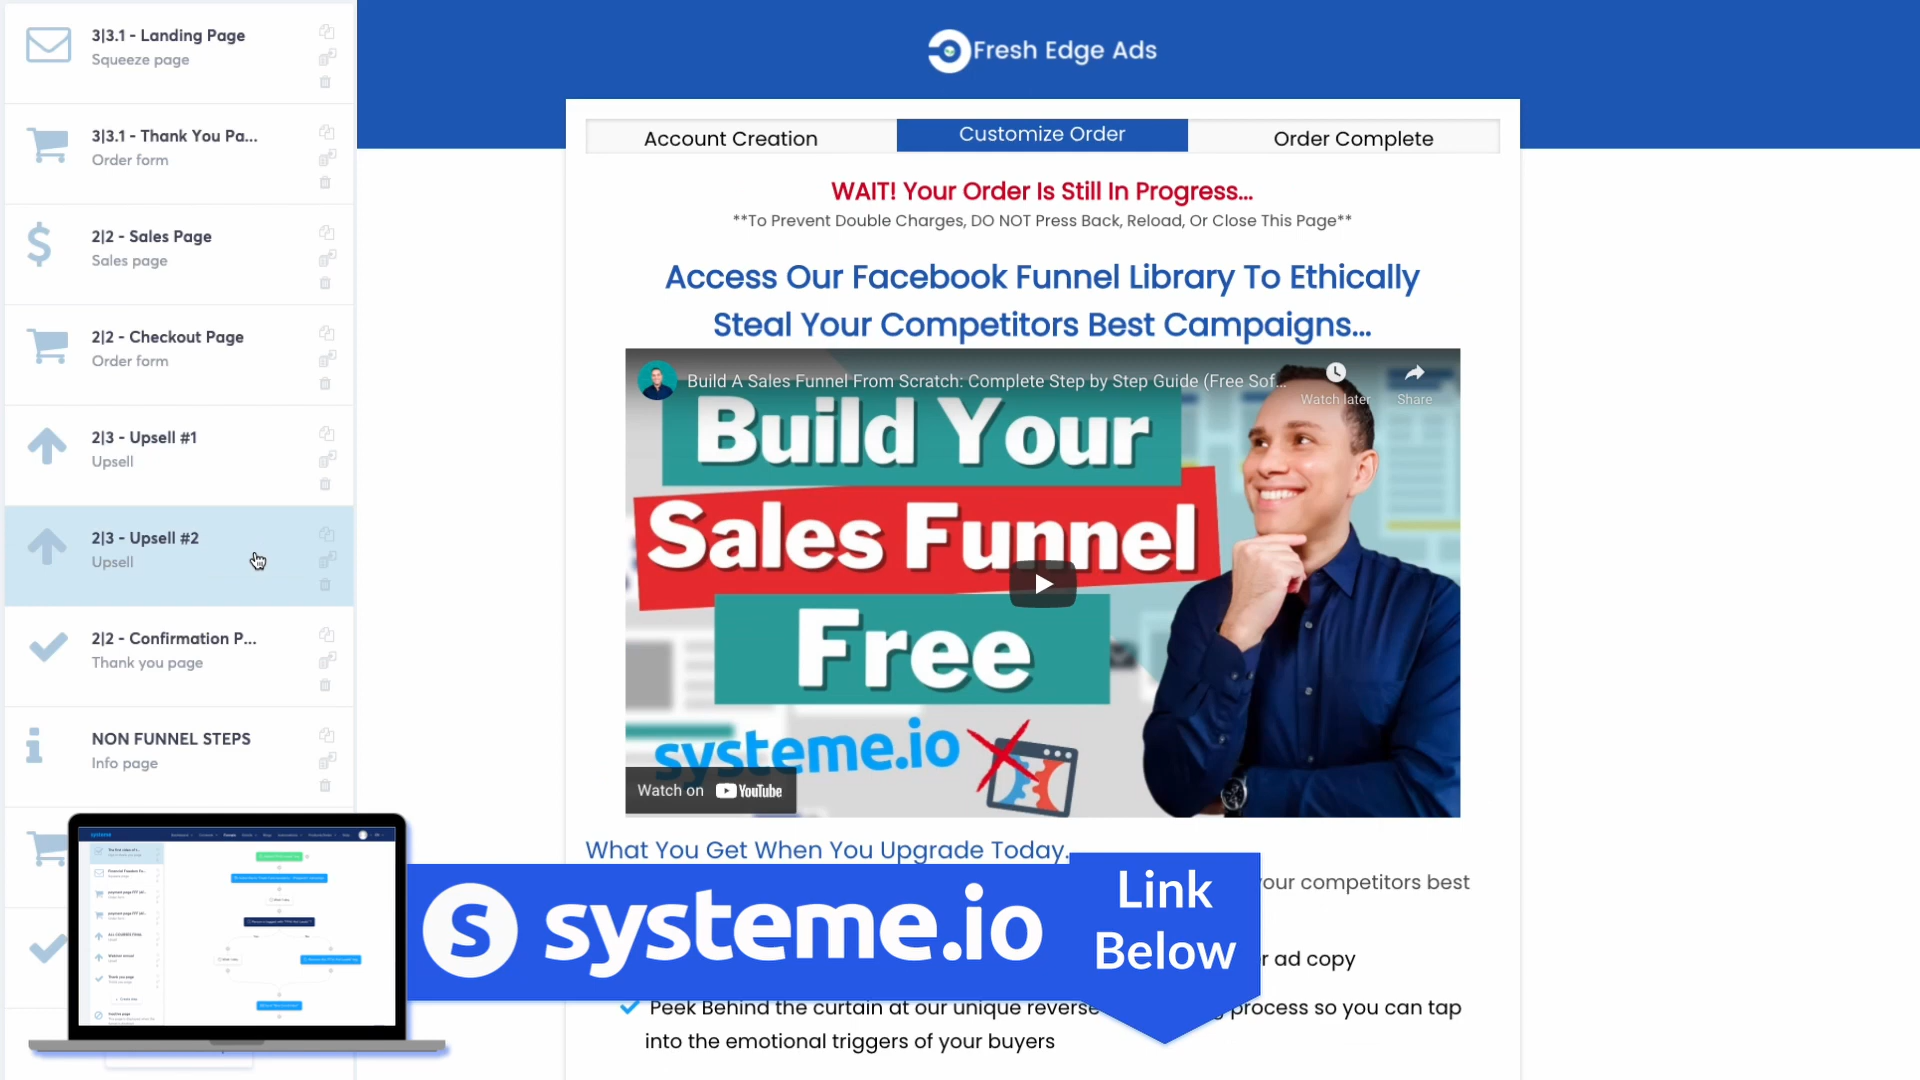 3|3.1 - Landing Page
Squeeze page
3|3.1 - Thank You Pa...
Order form
2|2 - Sales Page
Sales page
2|2 - Checkout Page
Order form
2|3 - Upsell #1
Upsell
2|3 - Upsell #2
Upsell
2|2 - Confirmation P...
Thank you page
NON FUNNEL STEPS
Info page
Fresh Edge Ads
Account Creation
Customize Order
Order Complete
WAIT! Your Order Is Still In Progress...
**To Prevent Double Charges, DO NOT Press Back, Reload, Or Close This Page**
Access Our Facebook Funnel Library To Ethically
Steal Your Competitors Best Campaigns...
Build A Sales Funnel From Scratch: Complete Step by Step Guide (Free Sof...
Watch later
Share
Build Your
Sales Funnel
Free
systeme.io
Watch on YouTube
What You Get When You Upgrade Today.
our competitors best
r ad copy
Peek Behind the curtain at our unique reverse process so you can tap
into the emotional triggers of your buyers
systeme.io
Link
Below